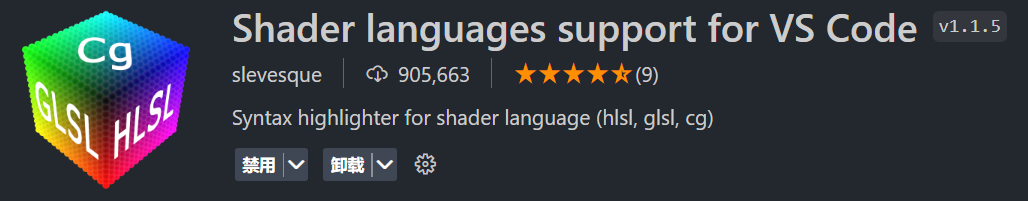 Cg
GLSL
HLSL
Shader languages support for VS Code v1.1.5
slevesque 905,663 (9)
Syntax highlighter for shader language (hlsl, glsl, cg)
禁用 卸载